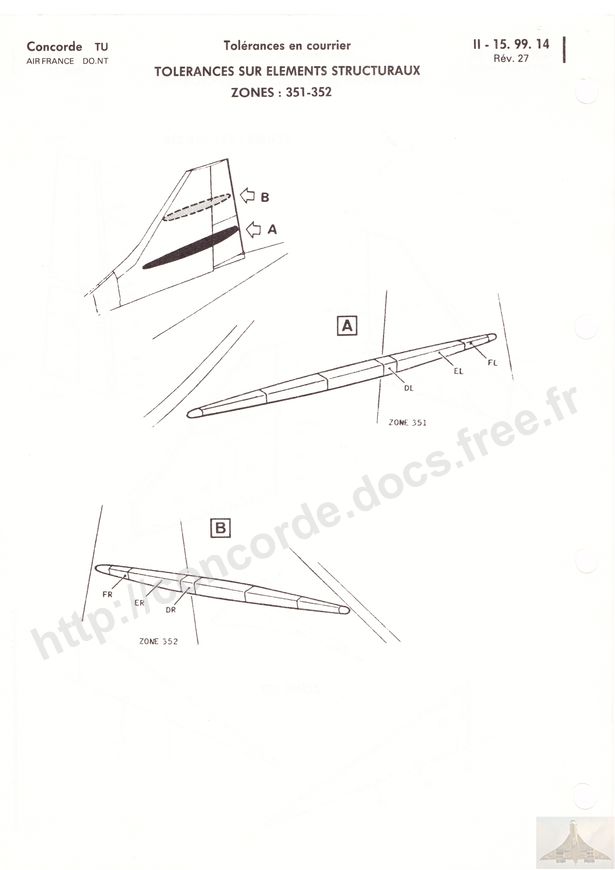 Concorde TU
AIR FRANCE DO.NT
Tolérances en courrier
TOLERANCES SUR ELEMENTS STRUCTURAUX
ZONES : 351-352
II - 15. 99. 14
Rév. 27
B
A
A
FL
EL
DL
ZONE 351
B
FR
ER
DR
ZONE 352
http://concorde.docs.free.fr